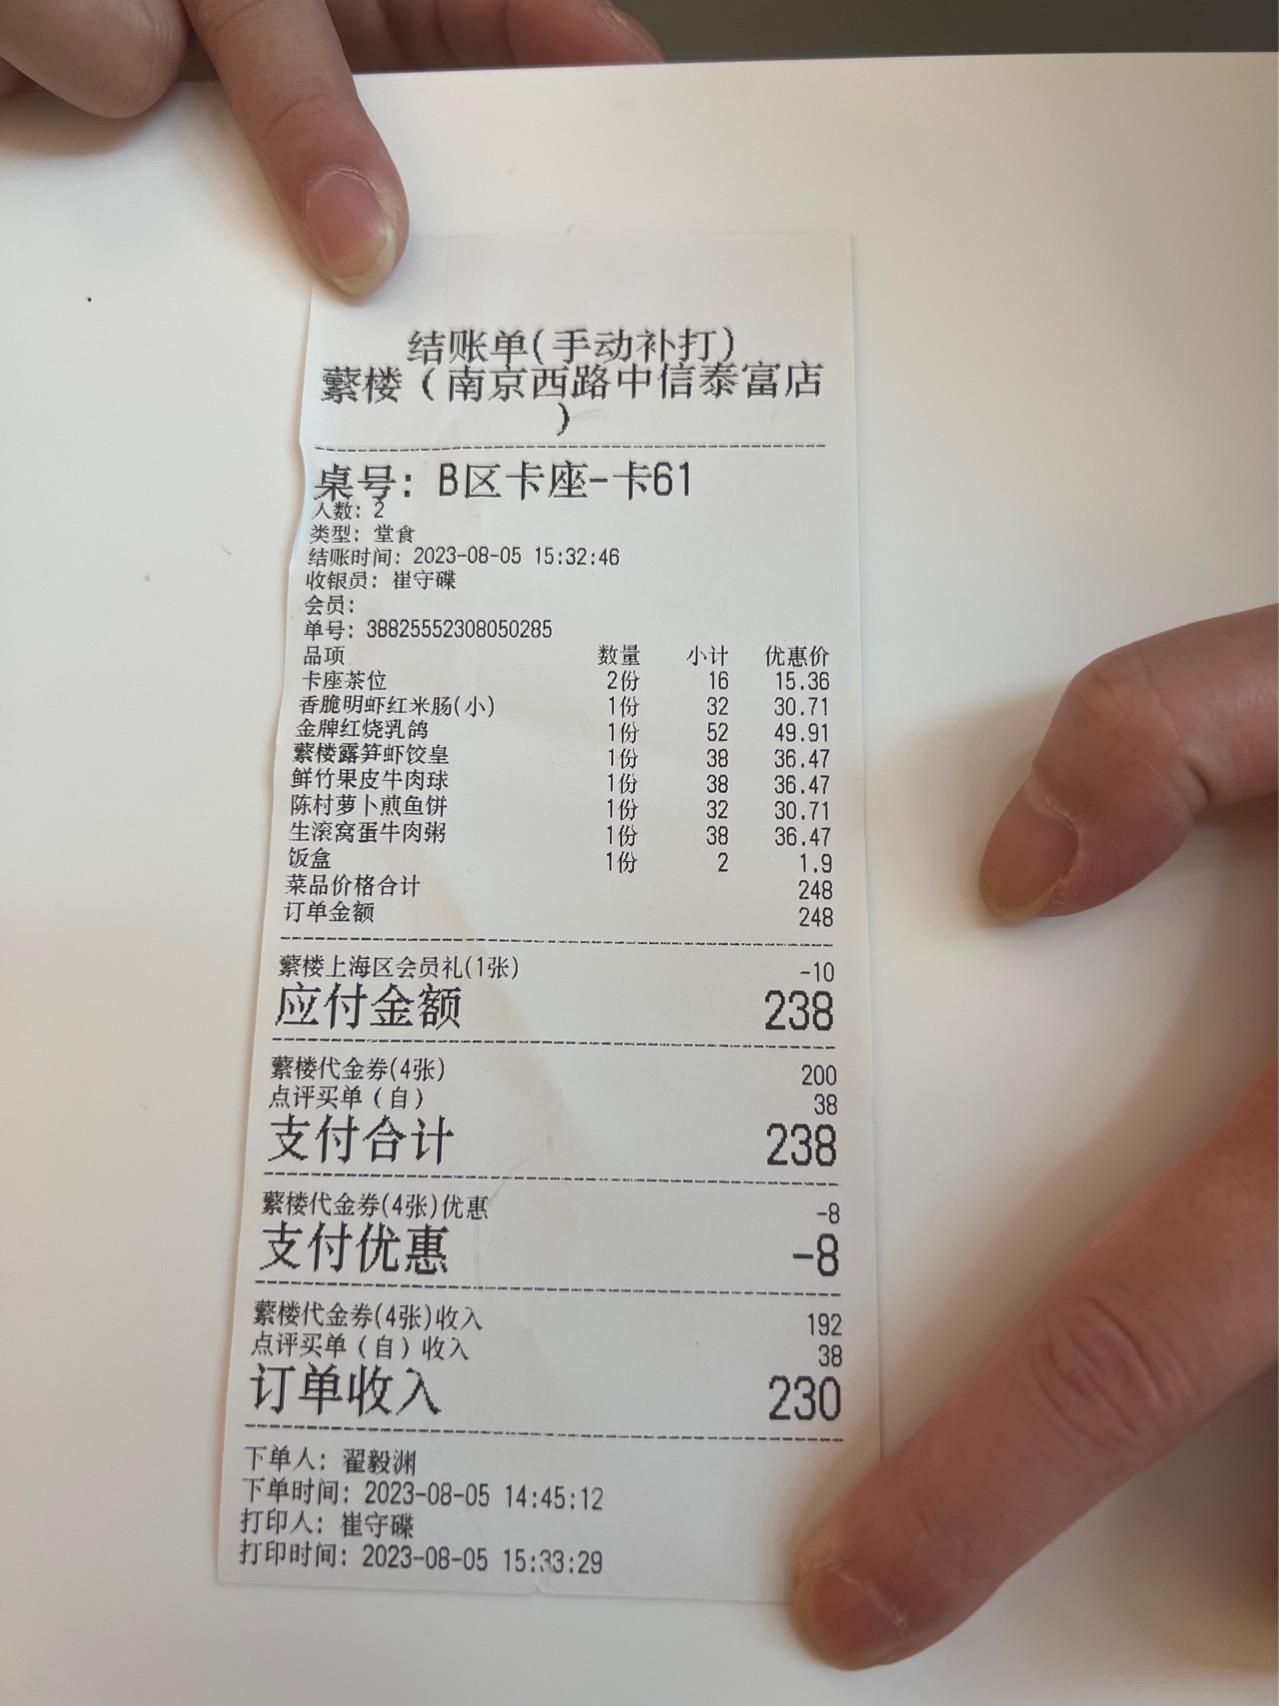 结账单(手动补打)
蘩楼（南京西路中信泰富店
）
桌号: B区卡座-卡61
人数: 2
类型: 堂食
结账时间: 2023-08-05 15:32:46
收银员: 崔守碟
会员:
单号: 38825552308050285
品项 数量 小计 优惠价
卡座茶位 2份 16 15.36
香脆明虾红米肠(小) 1份 32 30.71
金牌红烧乳鸽 1份 52 49.91
蘩楼露笋虾饺皇 1份 38 36.47
鲜竹果皮牛肉球 1份 38 36.47
陈村萝卜煎鱼饼 1份 32 30.71
生滚窝蛋牛肉粥 1份 38 36.47
饭盒 1份 2 1.9
菜品价格合计 248
订单金额 248
蘩楼上海区会员礼(1张) -10
应付金额 238
蘩楼代金券(4张) 200
点评买单（自） 38
支付合计 238
蘩楼代金券(4张)优惠 -8
支付优惠 -8
蘩楼代金券(4张)收入 192
点评买单（自）收入 38
订单收入 230
下单人: 翟毅渊
下单时间: 2023-08-05 14:45:12
打印人: 崔守碟
打印时间: 2023-08-05 15:33:29